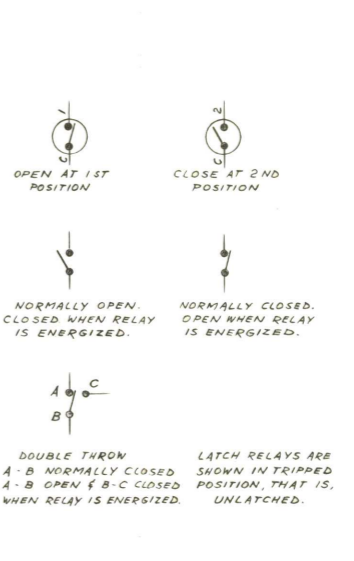 1
C
OPEN AT 1ST
POSITION
2
C
CLOSE AT 2ND
POSITION
NORMALLY OPEN.
CLOSED WHEN RELAY
IS ENERGIZED.
NORMALLY CLOSED.
OPEN WHEN RELAY
IS ENERGIZED.
A
C
B
DOUBLE THROW
A - B NORMALLY CLOSED
A - B OPEN & B-C CLOSED
WHEN RELAY IS ENERGIZED.
LATCH RELAYS ARE
SHOWN IN TRIPPED
POSITION, THAT IS,
UNLATCHED.